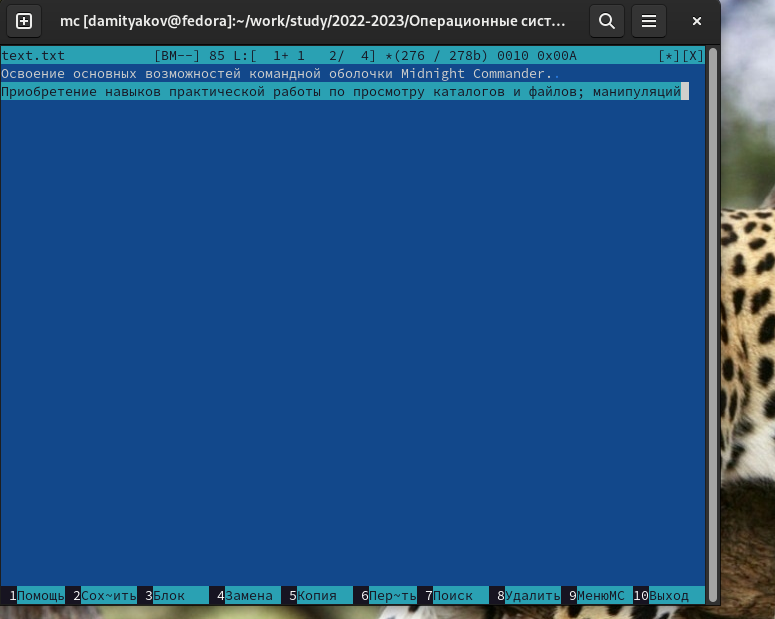 mc [damityakov@fedora]:~/work/study/2022-2023/Операционные сист…
text.txt [BM--] 85 L:[ 1+ 1 2/ 4] *(276 / 278b) 0010 0x00A [*][X]
Освоение основных возможностей командной оболочки Midnight Commander..
Приобретение навыков практической работы по просмотру каталогов и файлов; манипуляций
1Помощь 2Сох~ить 3Блок 4Замена 5Копия 6Пер~ть 7Поиск 8Удалить 9МенюMC 10Выход